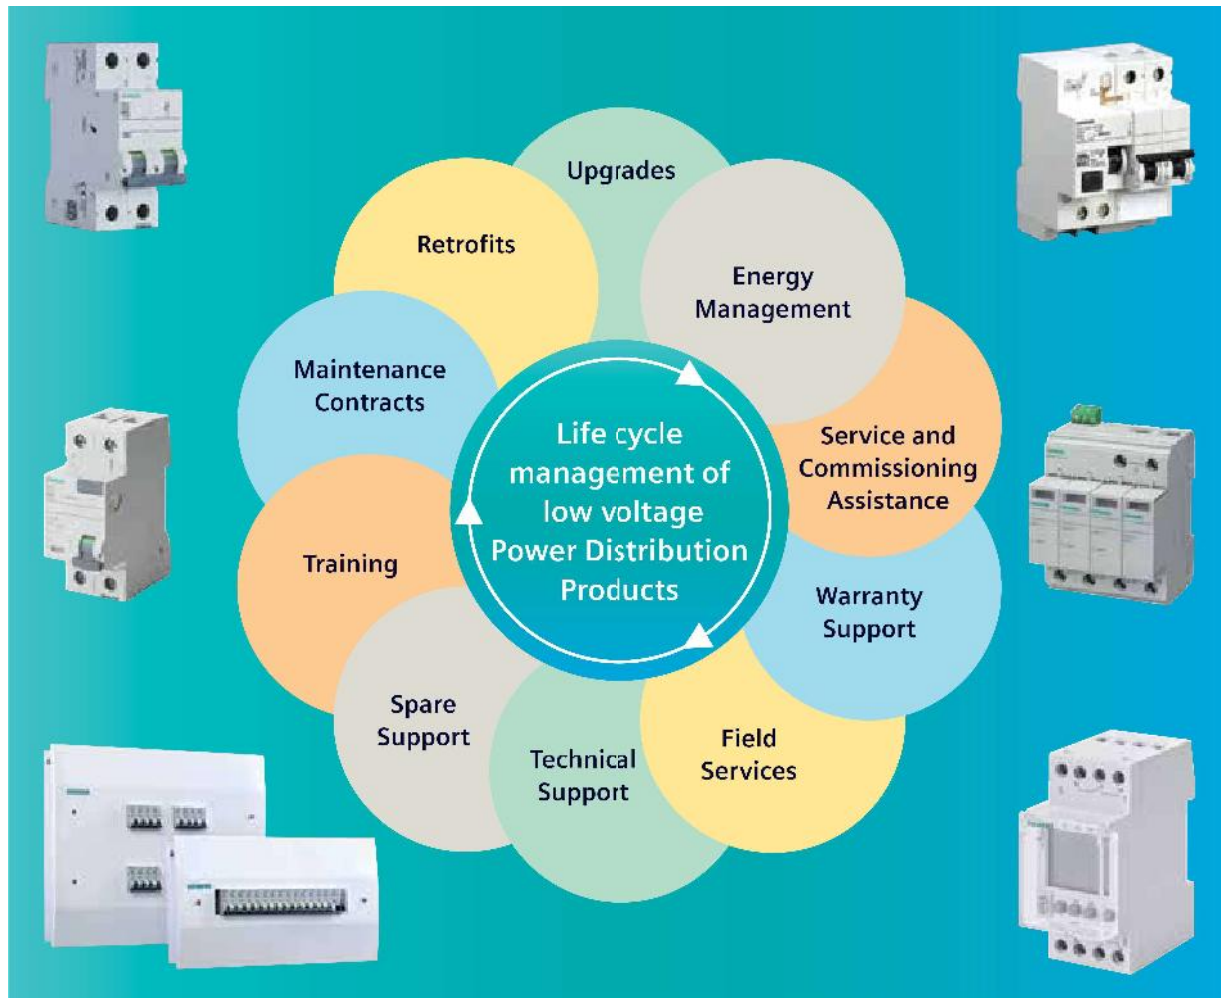 Upgrades
Energy
Management
Service and
Commissioning
Assistance
Warranty
Support
Field
Services
Technical
Support
Spare
Support
Training
Maintenance
Contracts
Retrofits
Life cycle
management of
low voltage
Power Distribution
Products